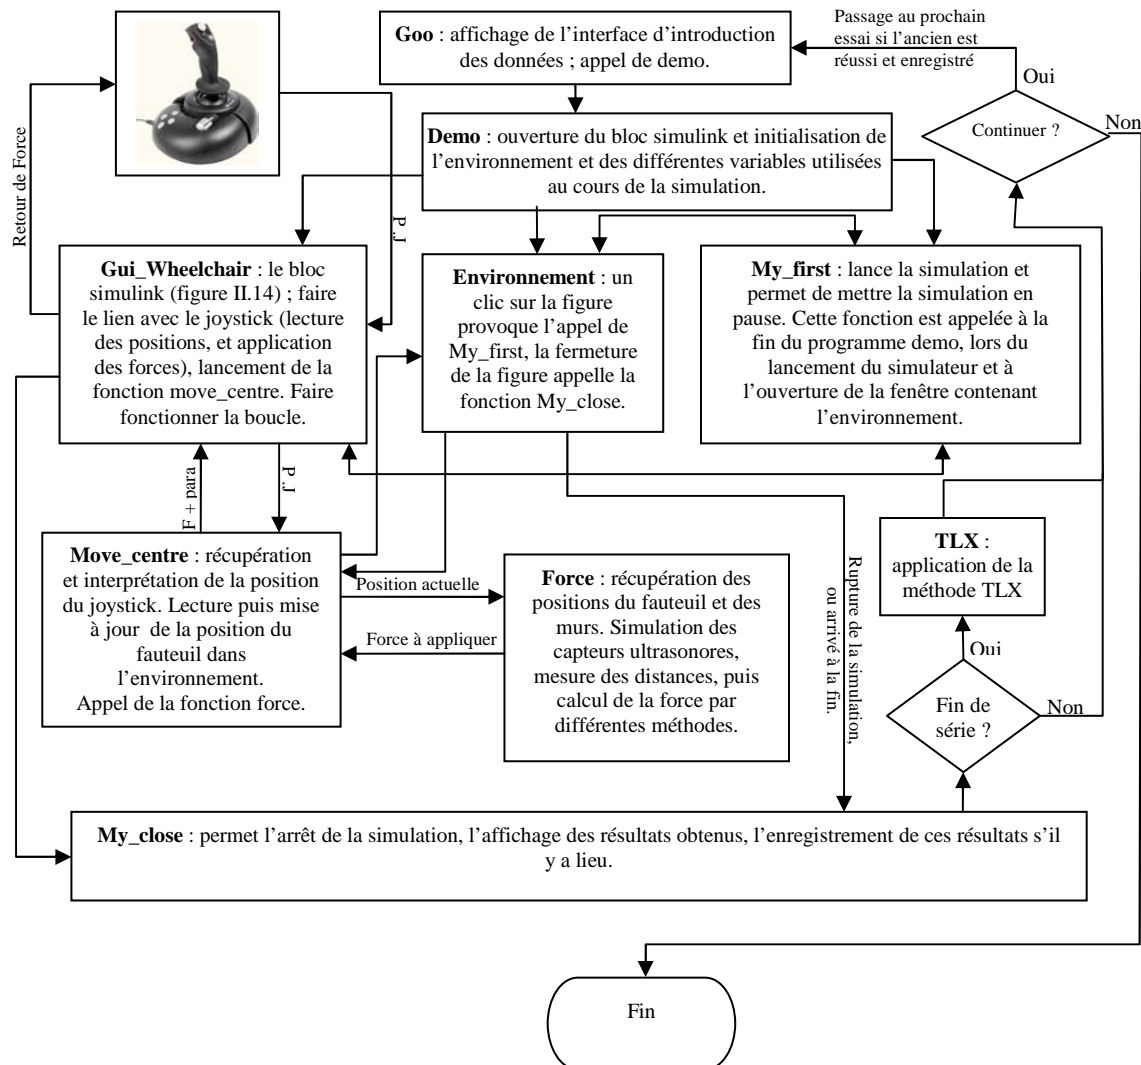 Goo : affichage de l'interface d'introduction
des données ; appel de demo.
Passage au prochain
essai si l'ancien est
réussi et enregistré
Oui
Non
Continuer ?
Demo : ouverture du bloc simulink et initialisation de
l'environnement et des différentes variables utilisées
au cours de la simulation.
Retour de Force
P .J
Gui_Wheelchair : le bloc
simulink (figure II.14) ; faire
le lien avec le joystick (lecture
des positions, et application
des forces), lancement de la
fonction move_centre. Faire
fonctionner la boucle.
Environnement : un
clic sur la figure
provoque l'appel de
My_first, la fermeture
de la figure appelle la
fonction My_close.
My_first : lance la simulation et
permet de mettre la simulation en
pause. Cette fonction est appelée à la
fin du programme demo, lors du
lancement du simulateur et à
l'ouverture de la fenêtre contenant
l'environnement.
F + para
P .J
Move_centre : récupération
et interprétation de la position
du joystick. Lecture puis mise
à jour de la position du
fauteuil dans
l'environnement.
Appel de la fonction force.
Position actuelle
Force à appliquer
Force : récupération des
positions du fauteuil et des
murs. Simulation des
capteurs ultrasonores,
mesure des distances, puis
calcul de la force par
différentes méthodes.
Rupture de la simulation,
ou arrivé à la fin.
TLX :
application de la
méthode TLX
Oui
Fin de
série ?
Non
My_close : permet l'arrêt de la simulation, l'affichage des résultats obtenus, l'enregistrement de ces résultats s'il
y a lieu.
Fin